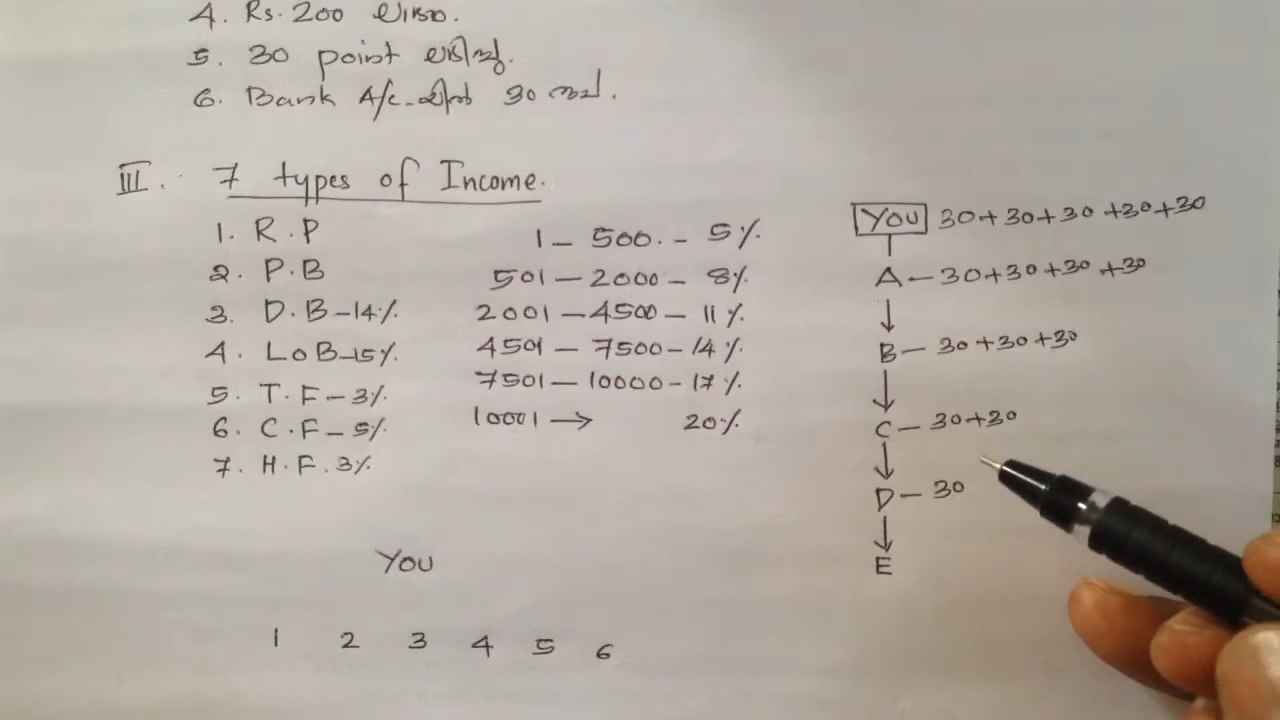 4. Rs. 200 ലാഭം.
5. 30 point ലഭിച്ചു.
6. Bank A/c-യിൽ 30 രൂപ.
III. 7 types of Income.
1. R.P
2. P.B
3. D.B-14%
4. LOB-15%
5. T.F-3%
6. C.F-5%
7. H.F.3%
1-500.-5%
501-2000-8%
2001-4500-11%
4501-7500-14%
7501-10000-17%
10001→ 20%
YOU 30+30+30+30+30
A-30+30+30+30
B-30+30+30
C-30+30
D-30
E
YOU
1 2 3 4 5 6